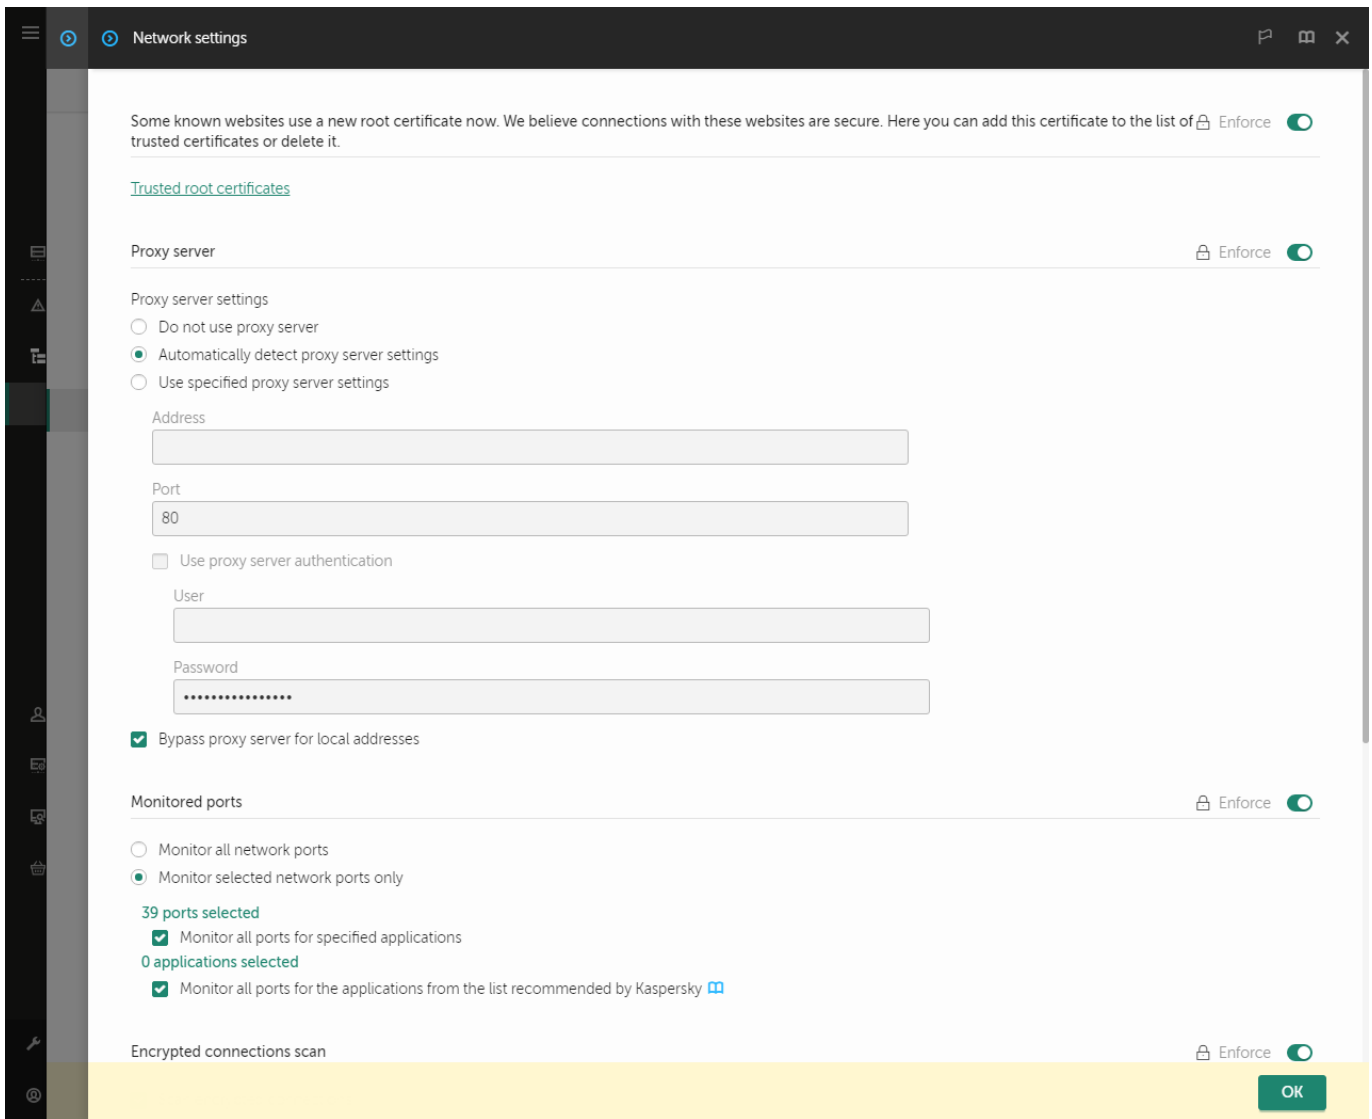 Network settings
Some known websites use a new root certificate now. We believe connections with these websites are secure. Here you can add this certificate to the list of
trusted certificates or delete it.
Enforce
Trusted root certificates
Proxy server
Enforce
Proxy server settings
Do not use proxy server
Automatically detect proxy server settings
Use specified proxy server settings
Address
Port
80
Use proxy server authentication
User
Password
••••••••••••••••
Bypass proxy server for local addresses
Monitored ports
Enforce
Monitor all network ports
Monitor selected network ports only
39 ports selected
Monitor all ports for specified applications
0 applications selected
Monitor all ports for the applications from the list recommended by Kaspersky
Encrypted connections scan
Enforce
OK